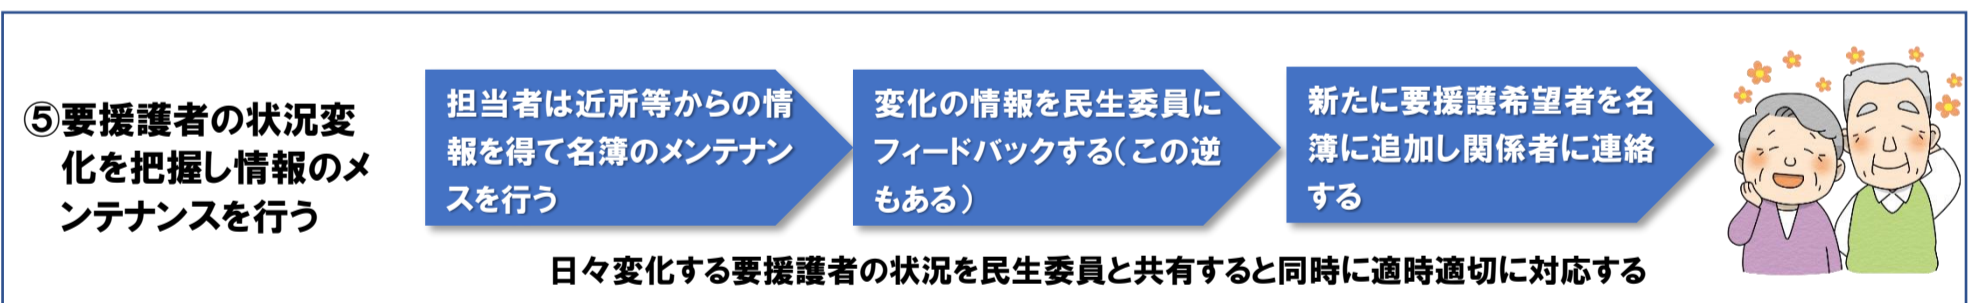 ⑤要援護者の状況変
化を把握し情報のメ
ンテナンスを行う
担当者は近所等からの情
報を得て名簿のメンテナン
スを行う
変化の情報を民生委員に
フィードバックする（この逆
もある）
新たに要援護希望者を名
簿に追加し関係者に連絡
する
日々変化する要援護者の状況を民生委員と共有すると同時に適時適切に対応する